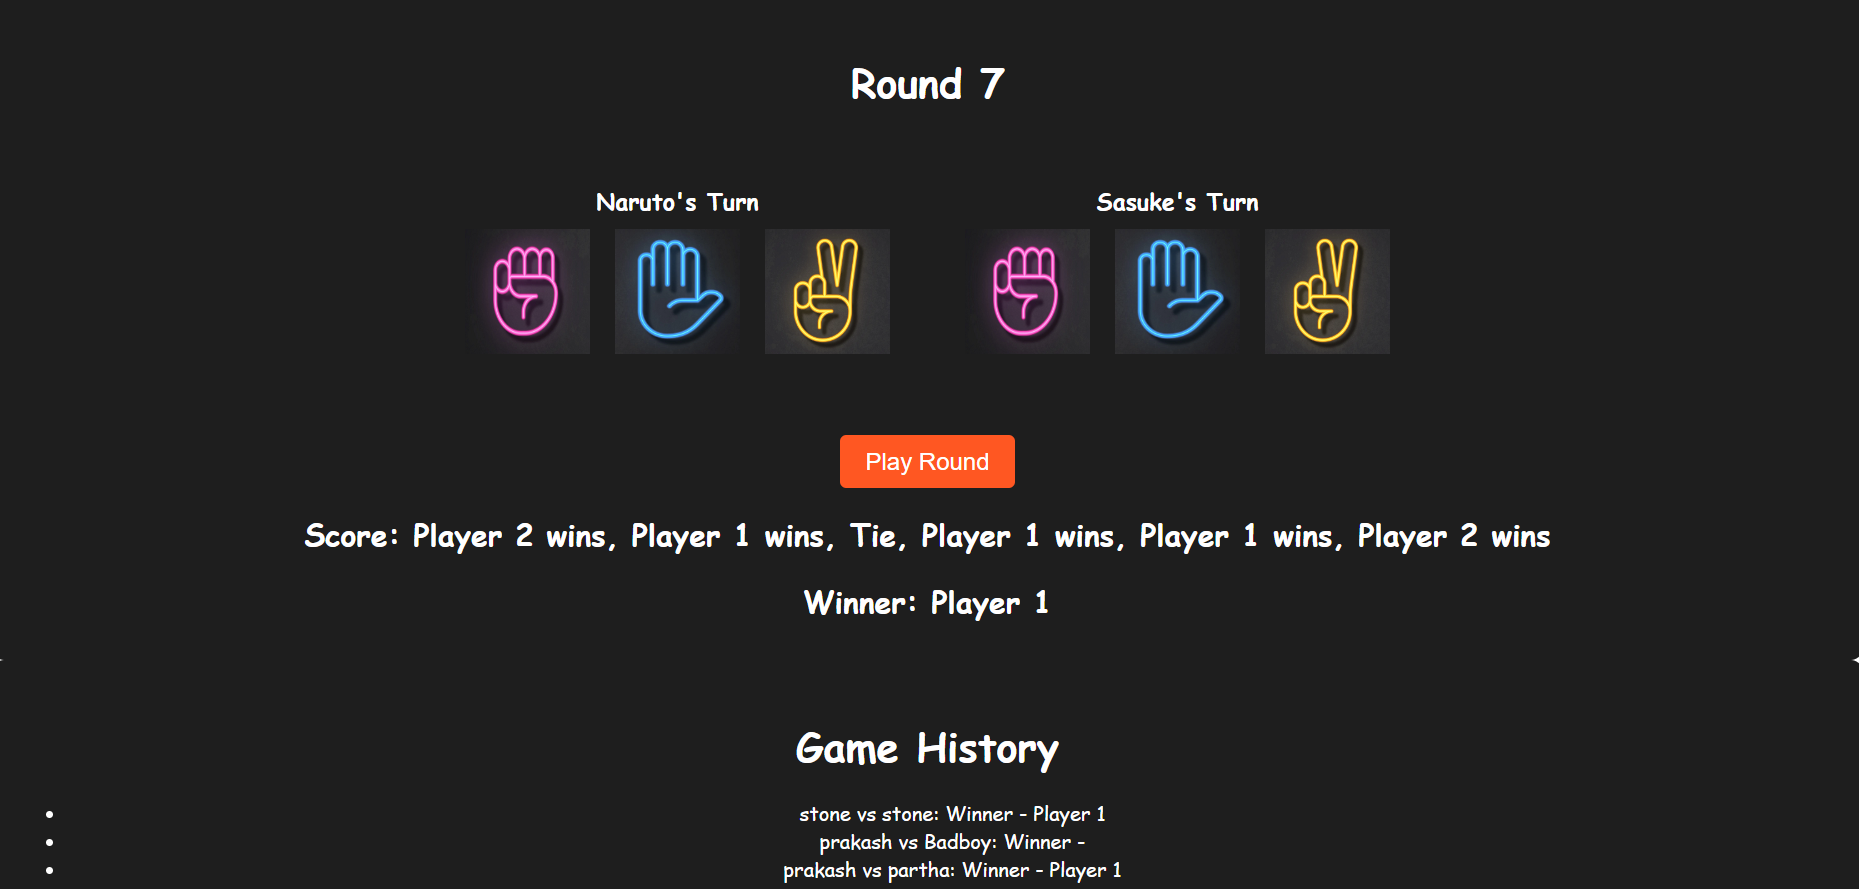 Round 7
Naruto's Turn
Sasuke's Turn
Play Round
Score: Player 2 wins, Player 1 wins, Tie, Player 1 wins, Player 1 wins, Player 2 wins
Winner: Player 1
Game History
stone vs stone: Winner - Player 1
prakash vs Badboy: Winner -
prakash vs partha: Winner - Player 1